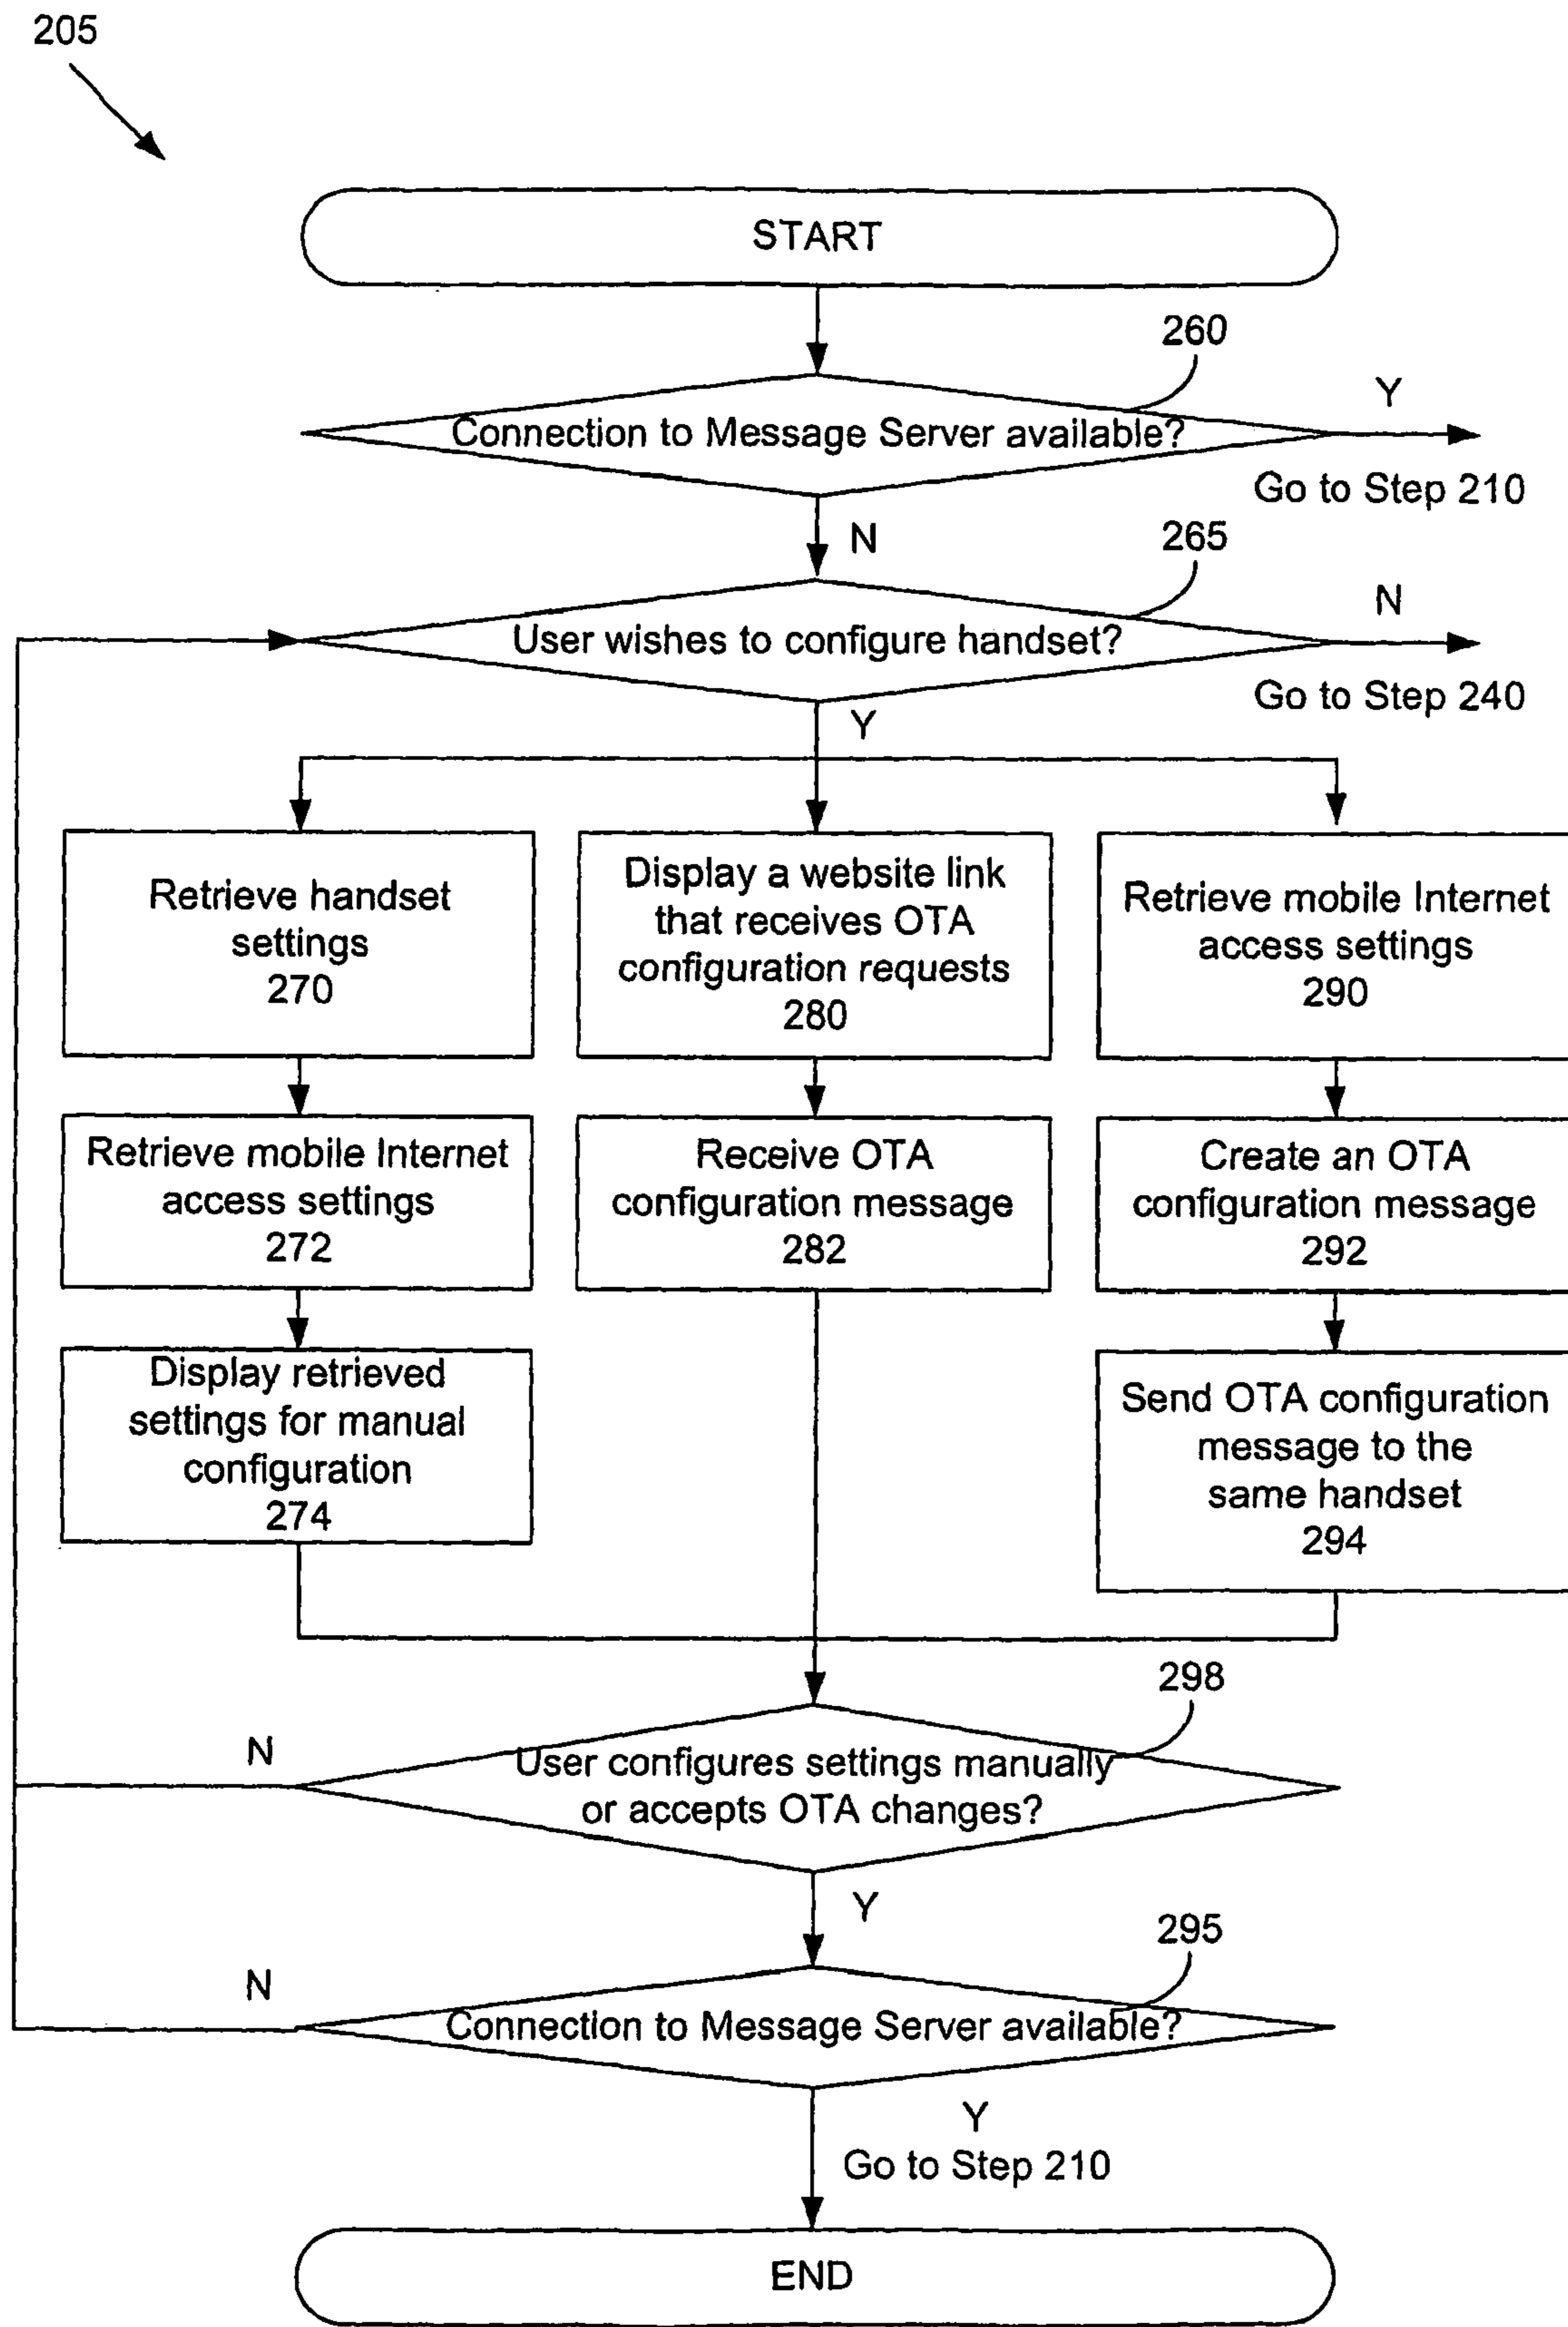 205
START
260
Connection to Message Server available?
Y
Go to Step 210
N
265
User wishes to configure handset?
N
Go to Step 240
Y
Retrieve handset
settings
270
Display a website link
that receives OTA
configuration requests
280
Retrieve mobile Internet
access settings
290
Retrieve mobile Internet
access settings
272
Receive OTA
configuration message
282
Create an OTA
configuration message
292
Display retrieved
settings for manual
configuration
274
Send OTA configuration
message to the
same handset
294
298
N
User configures settings manually
or accepts OTA changes?
Y
295
N
Connection to Message Server available?
Y
Go to Step 210
END